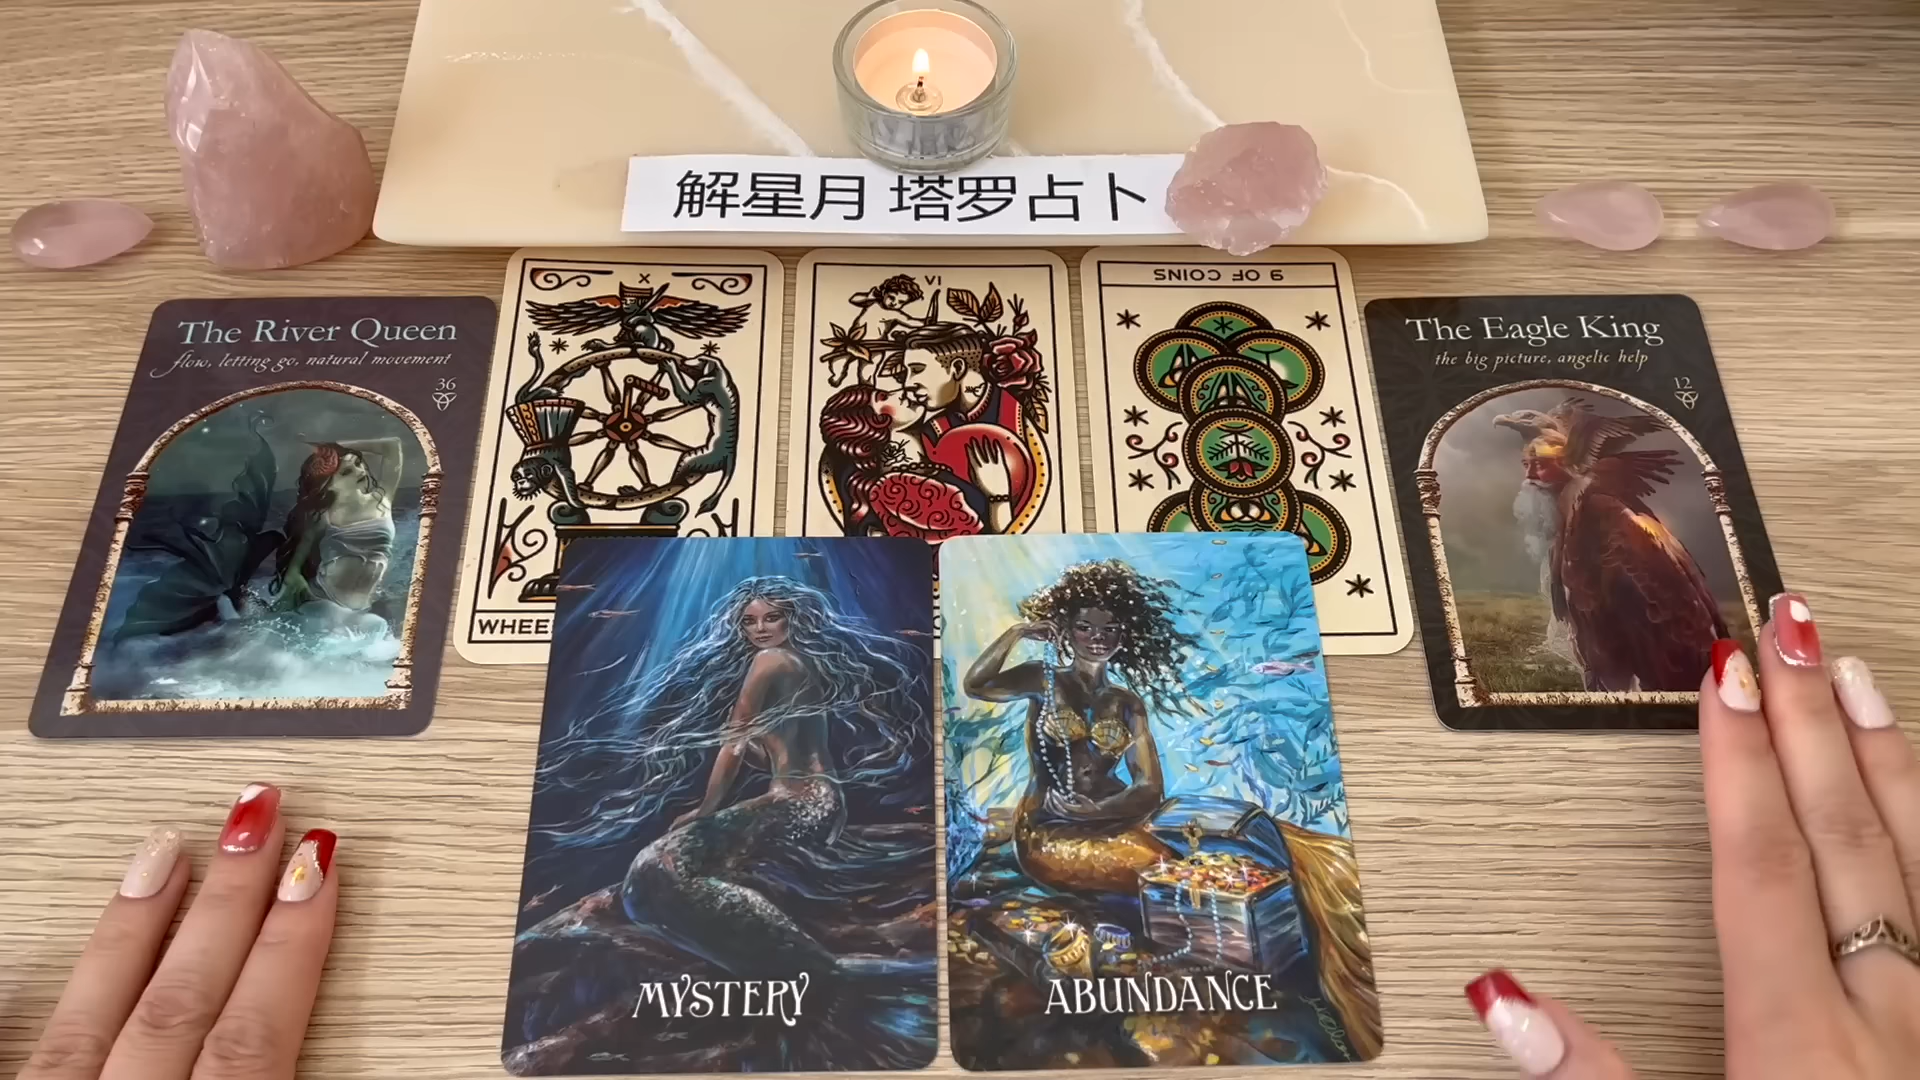 解星月 塔罗占卜
The River Queen
flow, letting go, natural movement
36
X
WHEE
VI
9 OF COINS
The Eagle King
the big picture, angelic help
12
MYSTERY
ABUNDANCE